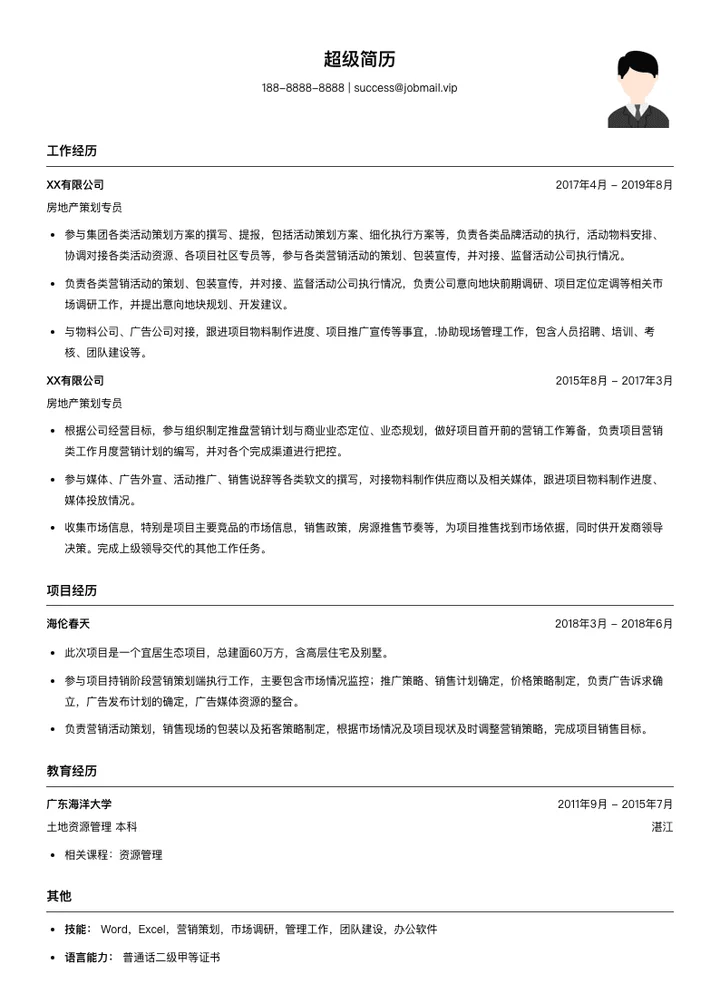 超级简历
188-8888-8888 | success@jobmail.vip
工作经历
XX有限公司 2017年4月 – 2019年8月
房地产策划专员
• 参与集团各类活动策划方案的撰写、提报，包括活动策划方案、细化执行方案等，负责各类品牌活动的执行，活动物料安排、
协调对接各类活动资源、各项目社区专员等，参与各类营销活动的策划、包装宣传，并对接、监督活动公司执行情况。
• 负责各类营销活动的策划、包装宣传，并对接、监督活动公司执行情况，负责公司意向地块前期调研、项目定位定调等相关市
场调研工作，并提出意向地块规划、开发建议。
• 与物料公司、广告公司对接，跟进项目物料制作进度、项目推广宣传等事宜，.协助现场管理工作，包含人员招聘、培训、考
核、团队建设等。
XX有限公司 2015年8月 – 2017年3月
房地产策划专员
• 根据公司经营目标，参与组织制定推盘营销计划与商业业态定位、业态规划，做好项目首开前的营销工作筹备，负责项目营销
类工作月度营销计划的编写，并对各个完成渠道进行把控。
• 参与媒体、广告外宣、活动推广、销售说辞等各类软文的撰写，对接物料制作供应商以及相关媒体，跟进项目物料制作进度、
媒体投放情况。
• 收集市场信息，特别是项目主要竞品的市场信息，销售政策，房源推售节奏等，为项目推售找到市场依据，同时供开发商领导
决策。完成上级领导交代的其他工作任务。
项目经历
海伦春天 2018年3月 – 2018年6月
• 此次项目是一个宜居生态项目，总建面60万方，含高层住宅及别墅。
• 参与项目持销阶段营销策划端执行工作，主要包含市场情况监控；推广策略、销售计划确定，价格策略制定，负责广告诉求确
立，广告发布计划的确定，广告媒体资源的整合。
• 负责营销活动策划，销售现场的包装以及拓客策略制定，根据市场情况及项目现状及时调整营销策略，完成项目销售目标。
教育经历
广东海洋大学 2011年9月 – 2015年7月
土地资源管理 本科 湛江
• 相关课程：资源管理
其他
• 技能： Word，Excel，营销策划，市场调研，管理工作，团队建设，办公软件
• 语言能力： 普通话二级甲等证书